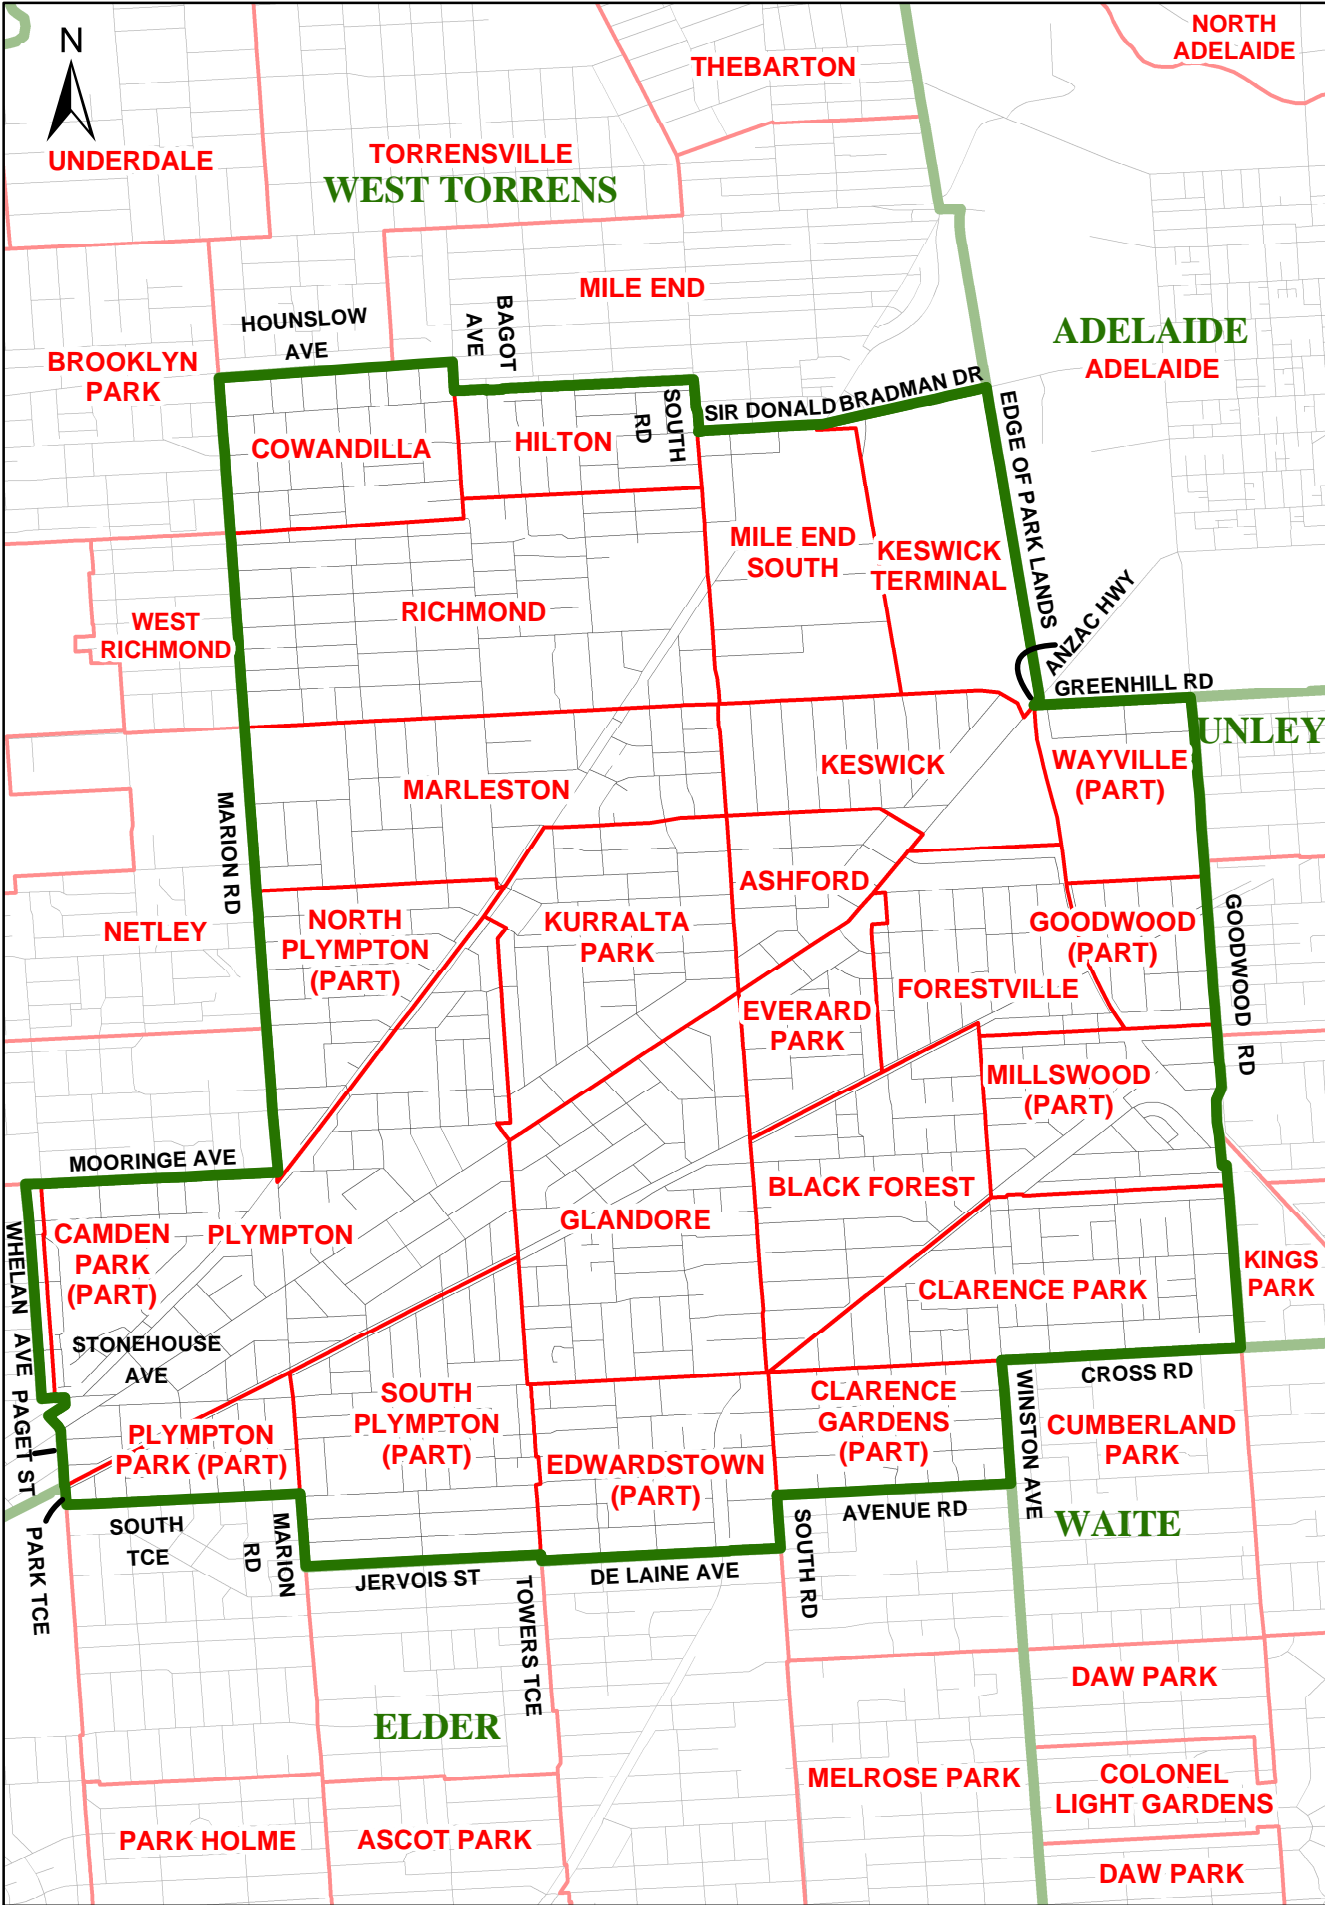 NORTH
ADELAIDE
N
THEBARTON
UNDERDALE
TORRENSVILLE
WEST TORRENS
MILE END
HOUNSLOW
AVE
BAGOT
AVE
ADELAIDE
ADELAIDE
BROOKLYN
PARK
SIR DONALD BRADMAN DR
SOUTH
RD
COWANDILLA
HILTON
EDGE OF PARK LANDS
MILE END
SOUTH
KESWICK
TERMINAL
WEST
RICHMOND
RICHMOND
ANZAC HWY
GREENHILL RD
UNLEY
WAYVILLE
(PART)
KESWICK
MARLESTON
MARION RD
ASHFORD
NETLEY
NORTH
PLYMPTON
(PART)
KURRALTA
PARK
GOODWOOD
(PART)
GOODWOOD RD
FORESTVILLE
EVERARD
PARK
MILLSWOOD
(PART)
MOORINGE AVE
BLACK FOREST
CAMDEN
PARK
(PART)
PLYMPTON
GLANDORE
WHELAN AVE
KINGS
PARK
CLARENCE PARK
STONEHOUSE
AVE
CROSS RD
PAGET ST
SOUTH
PLYMPTON
(PART)
CLARENCE
GARDENS
(PART)
WINSTON AVE
CUMBERLAND
PARK
PLYMPTON
PARK (PART)
EDWARDSTOWN
(PART)
AVENUE RD
WAITE
PARK TCE
SOUTH
TCE
MARION
RD
JERVOIS ST
TOWERS TCE
DE LAINE AVE
SOUTH RD
DAW PARK
ELDER
MELROSE PARK
COLONEL
LIGHT GARDENS
PARK HOLME
ASCOT PARK
DAW PARK